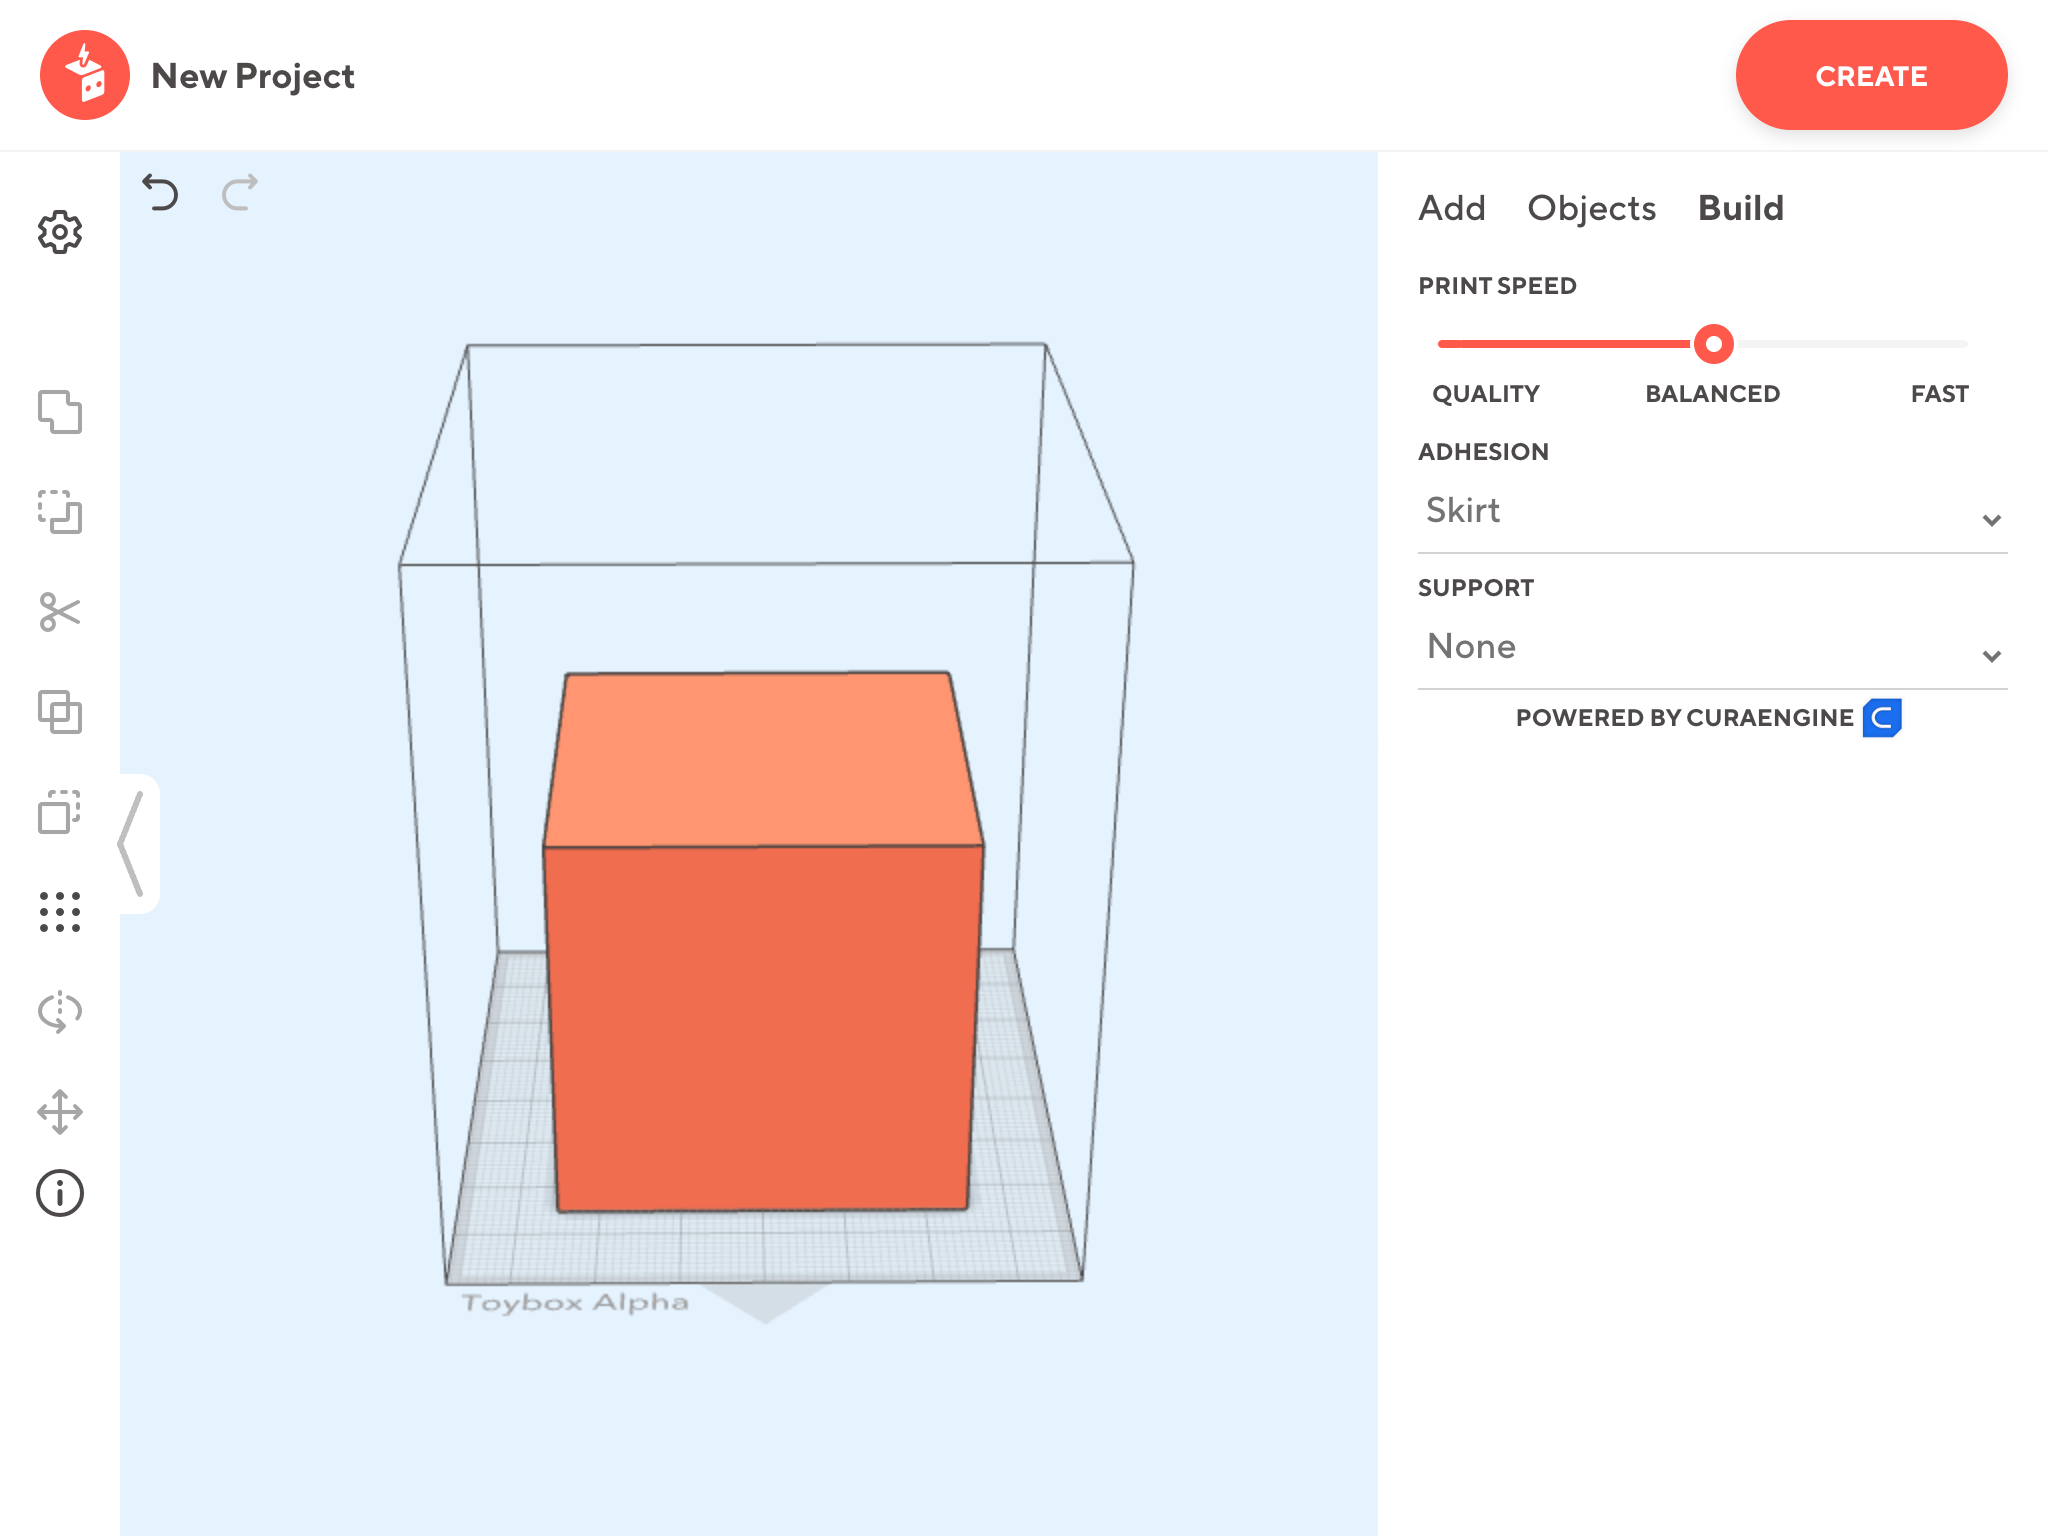 New Project
CREATE
Add Objects Build
PRINT SPEED
QUALITY BALANCED FAST
ADHESION
Skirt
SUPPORT
None
POWERED BY CURAENGINE
Toybox Alpha